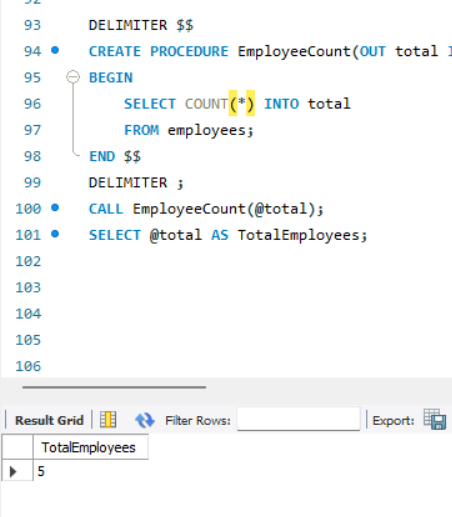 93 DELIMITER $$
94 CREATE PROCEDURE EmployeeCount(OUT total
95 BEGIN
96 SELECT COUNT(*) INTO total
97 FROM employees;
98 END $$
99 DELIMITER ;
100 CALL EmployeeCount(@total);
101 SELECT @total AS TotalEmployees;
102
103
104
105
106
Result Grid Filter Rows: Export:
TotalEmployees
5